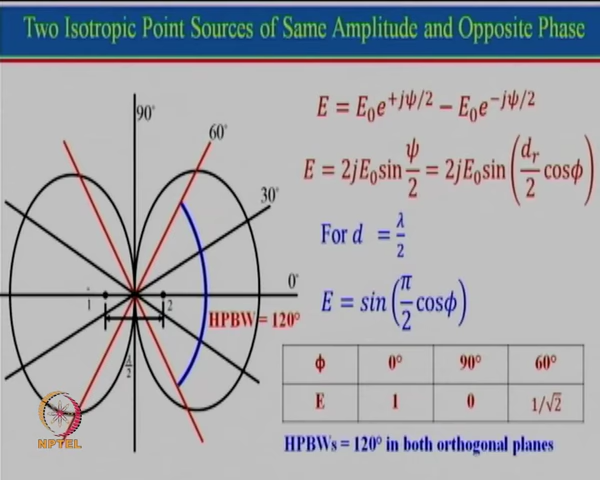 Two Isotropic Point Sources of Same Amplitude and Opposite Phase
90°
60°
30°
0°
1
2
HPBW = 120°
λ/2
NPTEL
E = E₀e^{+jψ/2} − E₀e^{−jψ/2}
E = 2jE₀sin ψ/2 = 2jE₀sin (d_r/2 cosϕ)
For d = λ/2
E = sin (π/2 cosϕ)
ϕ 0° 90° 60°
E 1 0 1/√2
HPBWs = 120° in both orthogonal planes